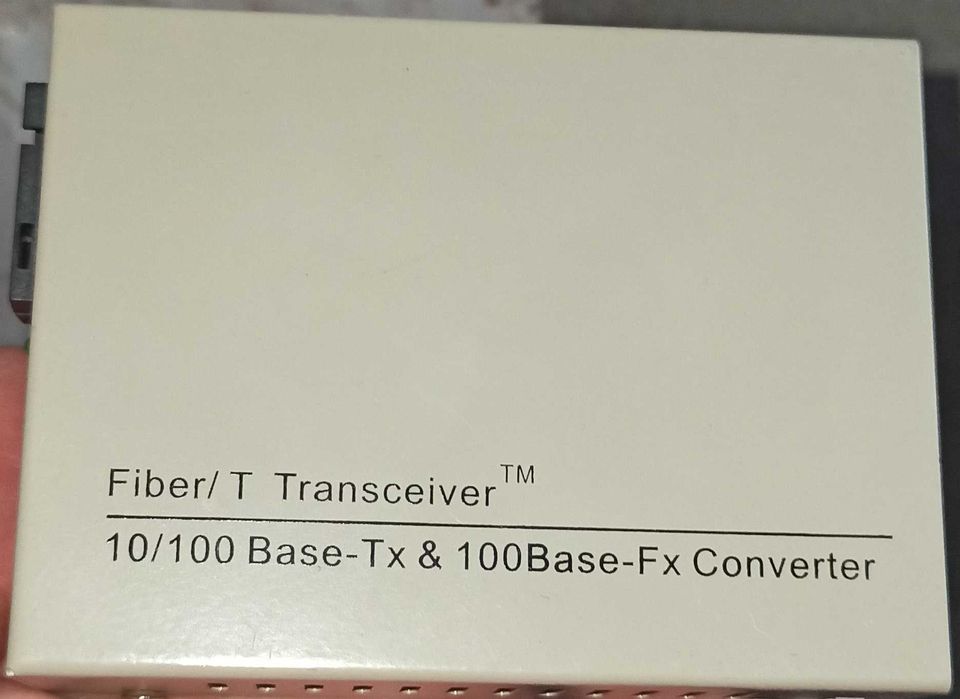 Fiber/ T Transceiver™
10/100 Base-Tx & 100Base-Fx Converter